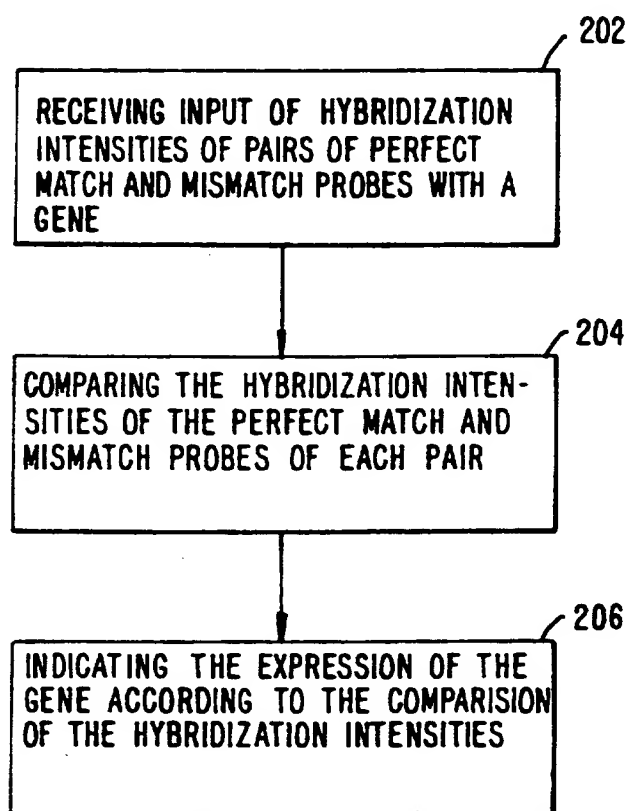 202
RECEIVING INPUT OF HYBRIDIZATION
INTENSITIES OF PAIRS OF PERFECT
MATCH AND MISMATCH PROBES WITH A
GENE
204
COMPARING THE HYBRIDIZATION INTEN-
SITIES OF THE PERFECT MATCH AND
MISMATCH PROBES OF EACH PAIR
206
INDICATING THE EXPRESSION OF THE
GENE ACCORDING TO THE COMPARISION
OF THE HYBRIDIZATION INTENSITIES